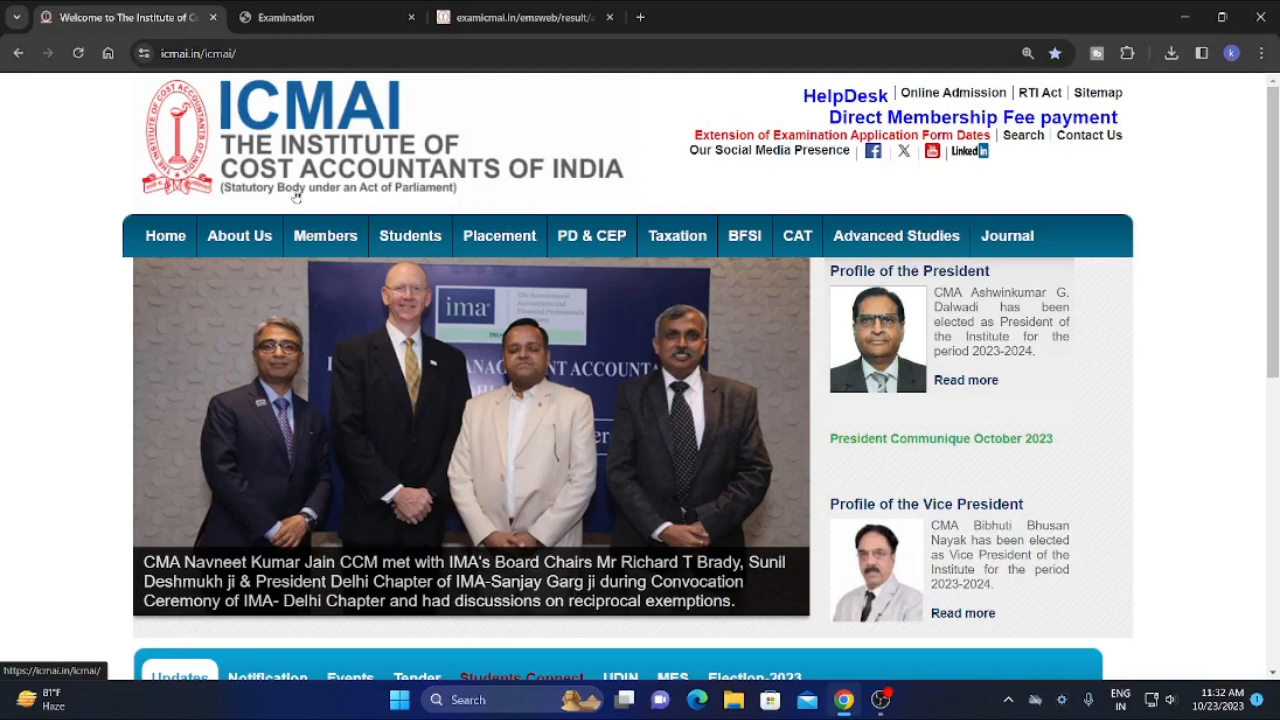 Welcome to The Institute of Co
Examination
examicmai.in/emsweb/result/
icmai.in/icmai/
ICMAI
THE INSTITUTE OF
COST ACCOUNTANTS OF INDIA
(Statutory Body under an Act of Parliament)
HelpDesk | Online Admission | RTI Act | Sitemap
Direct Membership Fee payment
Extension of Examination Application Form Dates | Search | Contact Us
Our Social Media Presence | | | | Linked in
Home About Us Members Students Placement PD & CEP Taxation BFSI CAT Advanced Studies Journal
ima
CMA Navneet Kumar Jain CCM met with IMA's Board Chairs Mr Richard T Brady, Sunil
Deshmukh ji & President Delhi Chapter of IMA-Sanjay Garg ji during Convocation
Ceremony of IMA- Delhi Chapter and had discussions on reciprocal exemptions.
Profile of the President
CMA Ashwinkumar G.
Dalwadi has been
elected as President of
the Institute for the
period 2023-2024.
Read more
President Communique October 2023
Profile of the Vice President
CMA Bibhuti Bhusan
Nayak has been elected
as Vice President of the
Institute for the period
2023-2024.
Read more
Updates Notification Events Tender Students Connect UDIN MES Election-2023
https://icmai.in/icmai/
81°F
Haze
Search
ENG
IN
11:32 AM
10/23/2023